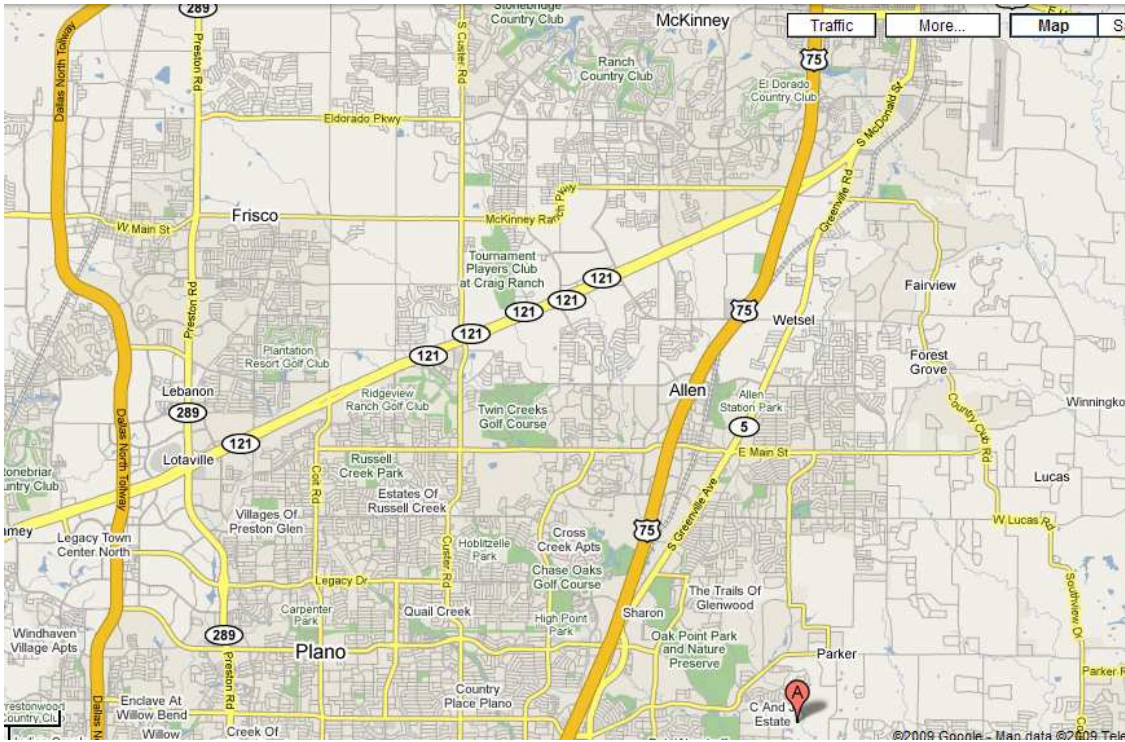 289
Stonebridge
Country Club
McKinney
Traffic
More...
Map
Dallas North Tollway
Preston Rd
S Custer Rd
75
Ranch
Country Club
El Dorado
Country Club
Eldorado Pkwy
S McDonald St
Greenville Rd
Frisco
W Main St
McKinney Ranch Pkwy
Tournament
Players Club
at Craig Ranch
121
121
121
121
121
Preston Rd
75
Fairview
Wetsel
Plantation
Resort Golf Club
Forest
Grove
Lebanon
289
Ridgeview
Ranch Golf Club
Twin Creeks
Golf Course
Allen
Allen
Station Park
Country Club Rd
Dallas North Tollway
121
5
E Main St
Lotaville
Russell
Creek Park
Coit Rd
Estates Of
Russell Creek
Lucas
Villages Of
Preston Glen
S Greenville Ave
W Lucas Rd
75
Legacy Town
Center North
Hoblitzelle
Park
Cross
Creek Apts
Custer Rd
Chase Oaks
Golf Course
Legacy Dr
The Trails Of
Glenwood
Southview Dr
Carpenter
Park
Quail Creek
High Point
Park
Sharon
Windhaven
Village Apts
289
Plano
Oak Point Park
and Nature
Preserve
Parker
Preston Rd
Enclave At
Willow Bend
Country
Place Plano
A
C And J
Estate
Willow
Creek Of
©2009 Google - Map data ©2009 Tele